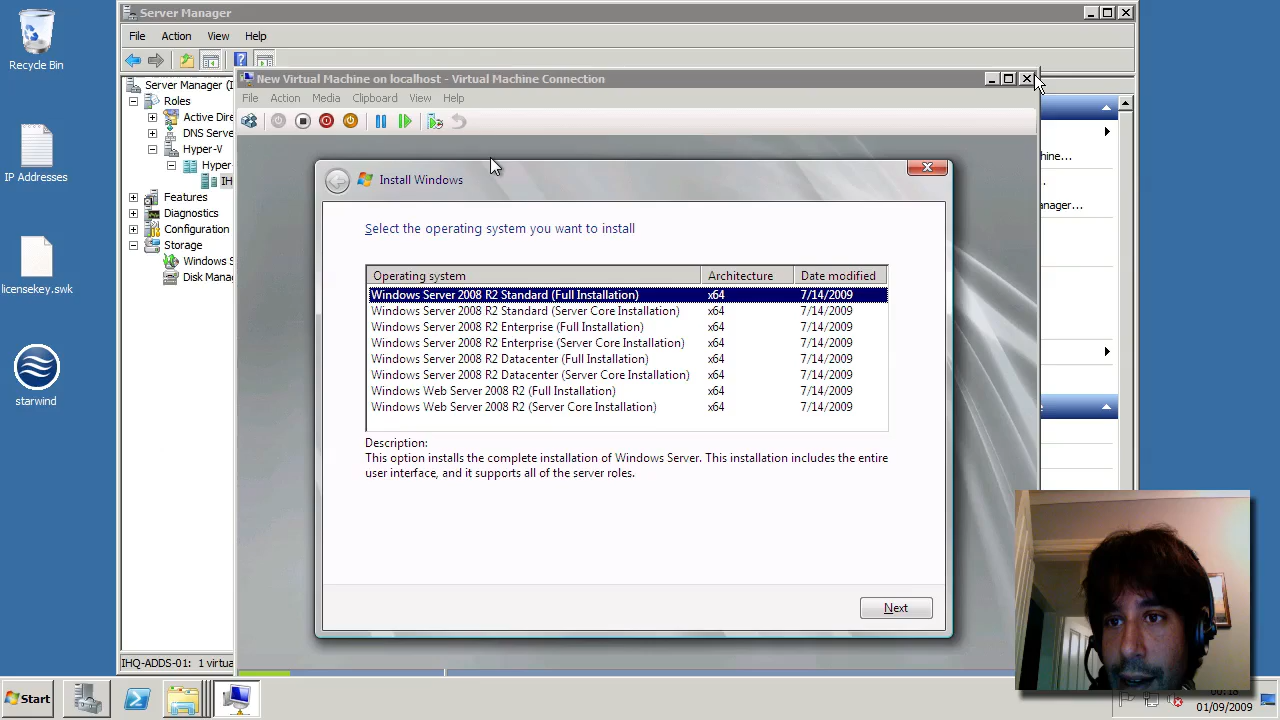 Recycle Bin
IP Addresses
licensekey.swk
starwind
Server Manager
File Action View Help
Server Manager (I
Roles
Active Dire
DNS Serve
Hyper-V
Hyper-
IH
Features
Diagnostics
Configuration
Storage
Windows S
Disk Mana
IHQ-ADDS-01: 1 virtua
New Virtual Machine on localhost - Virtual Machine Connection
File Action Media Clipboard View Help
Install Windows
Select the operating system you want to install
Operating system Architecture Date modified
Windows Server 2008 R2 Standard (Full Installation) x64 7/14/2009
Windows Server 2008 R2 Standard (Server Core Installation) x64 7/14/2009
Windows Server 2008 R2 Enterprise (Full Installation) x64 7/14/2009
Windows Server 2008 R2 Enterprise (Server Core Installation) x64 7/14/2009
Windows Server 2008 R2 Datacenter (Full Installation) x64 7/14/2009
Windows Server 2008 R2 Datacenter (Server Core Installation) x64 7/14/2009
Windows Web Server 2008 R2 (Full Installation) x64 7/14/2009
Windows Web Server 2008 R2 (Server Core Installation) x64 7/14/2009
Description:
This option installs the complete installation of Windows Server. This installation includes the entire
user interface, and it supports all of the server roles.
Next
hine...
anager...
Start
01/09/2009